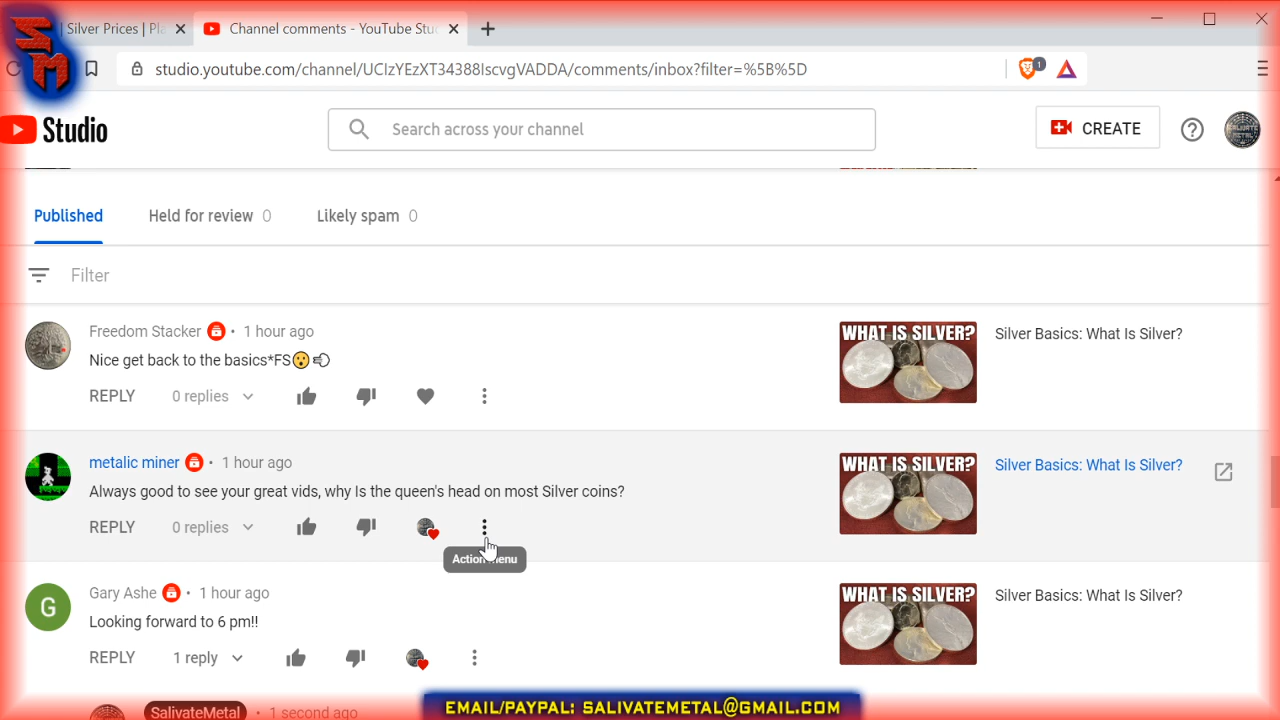 SM
| Silver Prices | Pla
Channel comments - YouTube Stu
studio.youtube.com/channel/UClzYEzXT34388lscvgVADDA/comments/inbox?filter=%5B%5D
1
Studio
Search across your channel
CREATE
Published
Held for review 0
Likely spam 0
Filter
Freedom Stacker • 1 hour ago
Nice get back to the basics*FS😮💨
REPLY 0 replies
WHAT IS SILVER?
Silver Basics: What Is Silver?
metalic miner • 1 hour ago
Always good to see your great vids, why Is the queen's head on most Silver coins?
REPLY 0 replies
Action menu
WHAT IS SILVER?
Silver Basics: What Is Silver?
G
Gary Ashe • 1 hour ago
Looking forward to 6 pm!!
REPLY 1 reply
WHAT IS SILVER?
Silver Basics: What Is Silver?
SalivateMetal • 1 second ago
EMAIL/PAYPAL: SALIVATEMETAL@GMAIL.COM